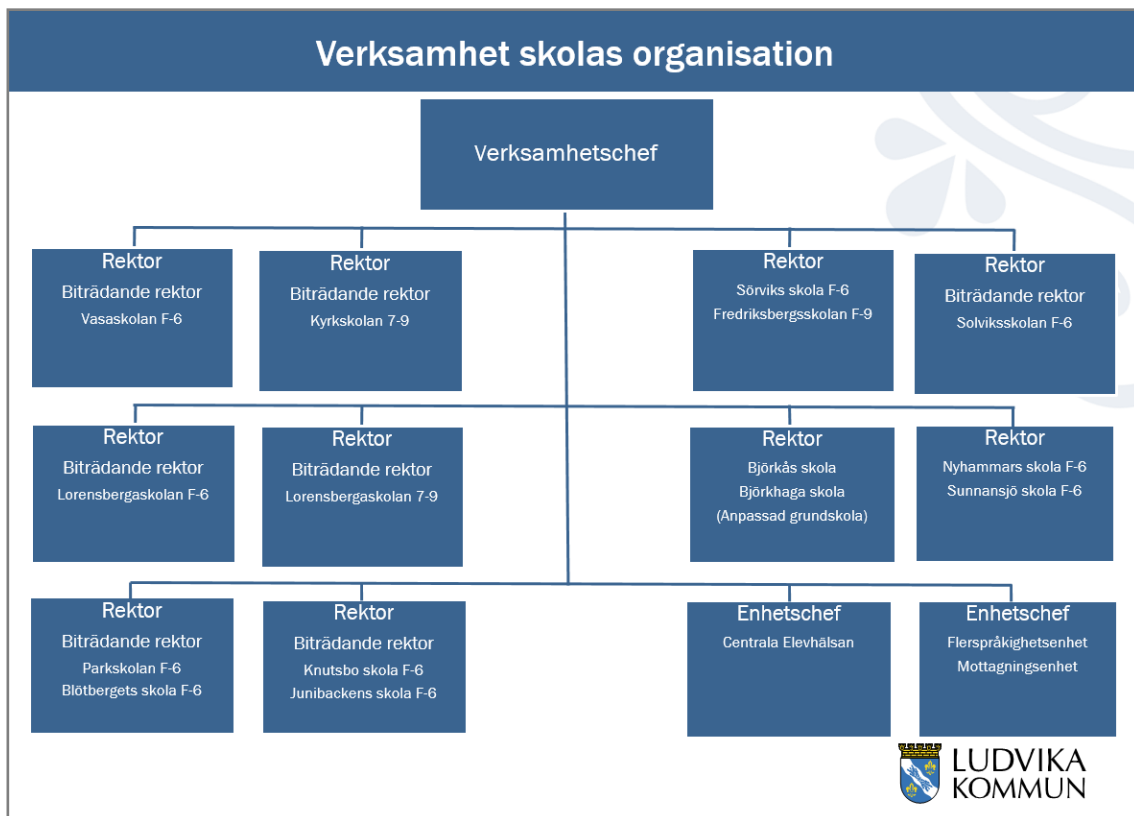 Verksamhet skolas organisation
Verksamhetschef
Rektor
Biträdande rektor
Vasaskolan F-6
Rektor
Biträdande rektor
Kyrkskolan 7-9
Rektor
Sörviks skola F-6
Fredriksbergsskolan F-9
Rektor
Biträdande rektor
Solviksskolan F-6
Rektor
Biträdande rektor
Lorensbergaskolan F-6
Rektor
Biträdande rektor
Lorensbergaskolan 7-9
Rektor
Björkås skola
Björkhaga skola
(Anpassad grundskola)
Rektor
Nyhammars skola F-6
Sunnansjö skola F-6
Rektor
Biträdande rektor
Parkskolan F-6
Blötbergets skola F-6
Rektor
Biträdande rektor
Knutsbo skola F-6
Junibackens skola F-6
Enhetschef
Centrala Elevhälsan
Enhetschef
Flerspråkighetsenhet
Mottagningsenhet
LUDVIKA
KOMMUN